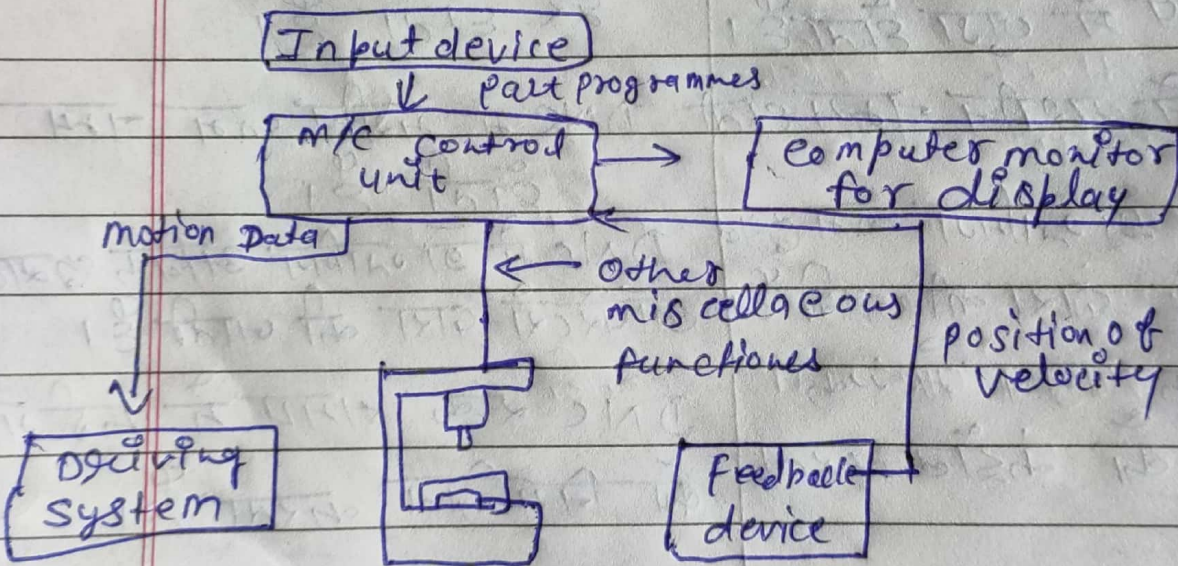 Input device
Part programmes
M/C control
unit
computer monitor
for display
Motion Data
Other
miscellaeous
functiones
position of
velocity
Driving
system
Feedback
device